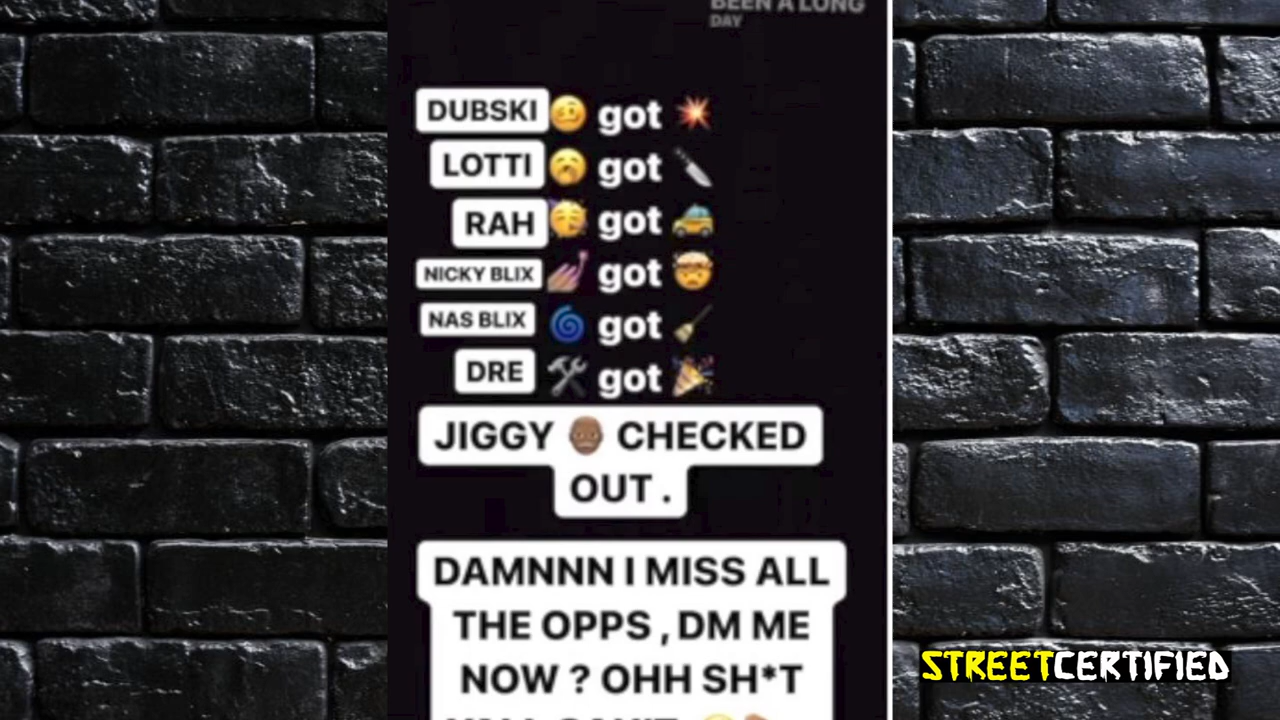 BEEN A LONG
DAY
DUBSKI 🥴 got 💥
LOTTI 🥱 got 🔪
RAH 🥳 got 🚕
NICKY BLIX 💅🏽 got 🤯
NAS BLIX 🌀 got 🧹
DRE 🛠 got 🎉
JIGGY 👨🏾‍🦲 CHECKED
OUT .
DAMNNN I MISS ALL
THE OPPS , DM ME
NOW ? OHH SH*T
STREETCERTIFIED